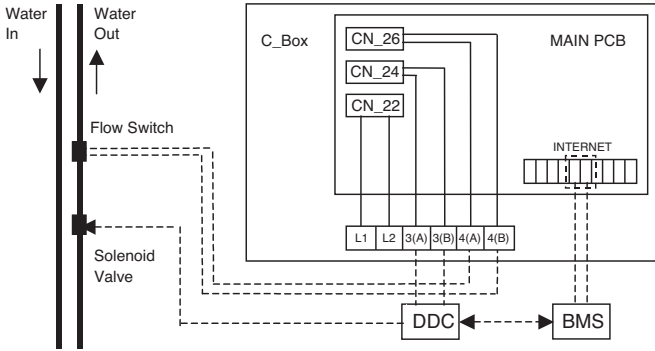 Water
In
Water
Out
C_Box
CN_26
CN_24
CN_22
MAIN PCB
Flow Switch
INTERNET
L1 L2 3(A) 3(B) 4(A) 4(B)
Solenoid
Valve
DDC
BMS